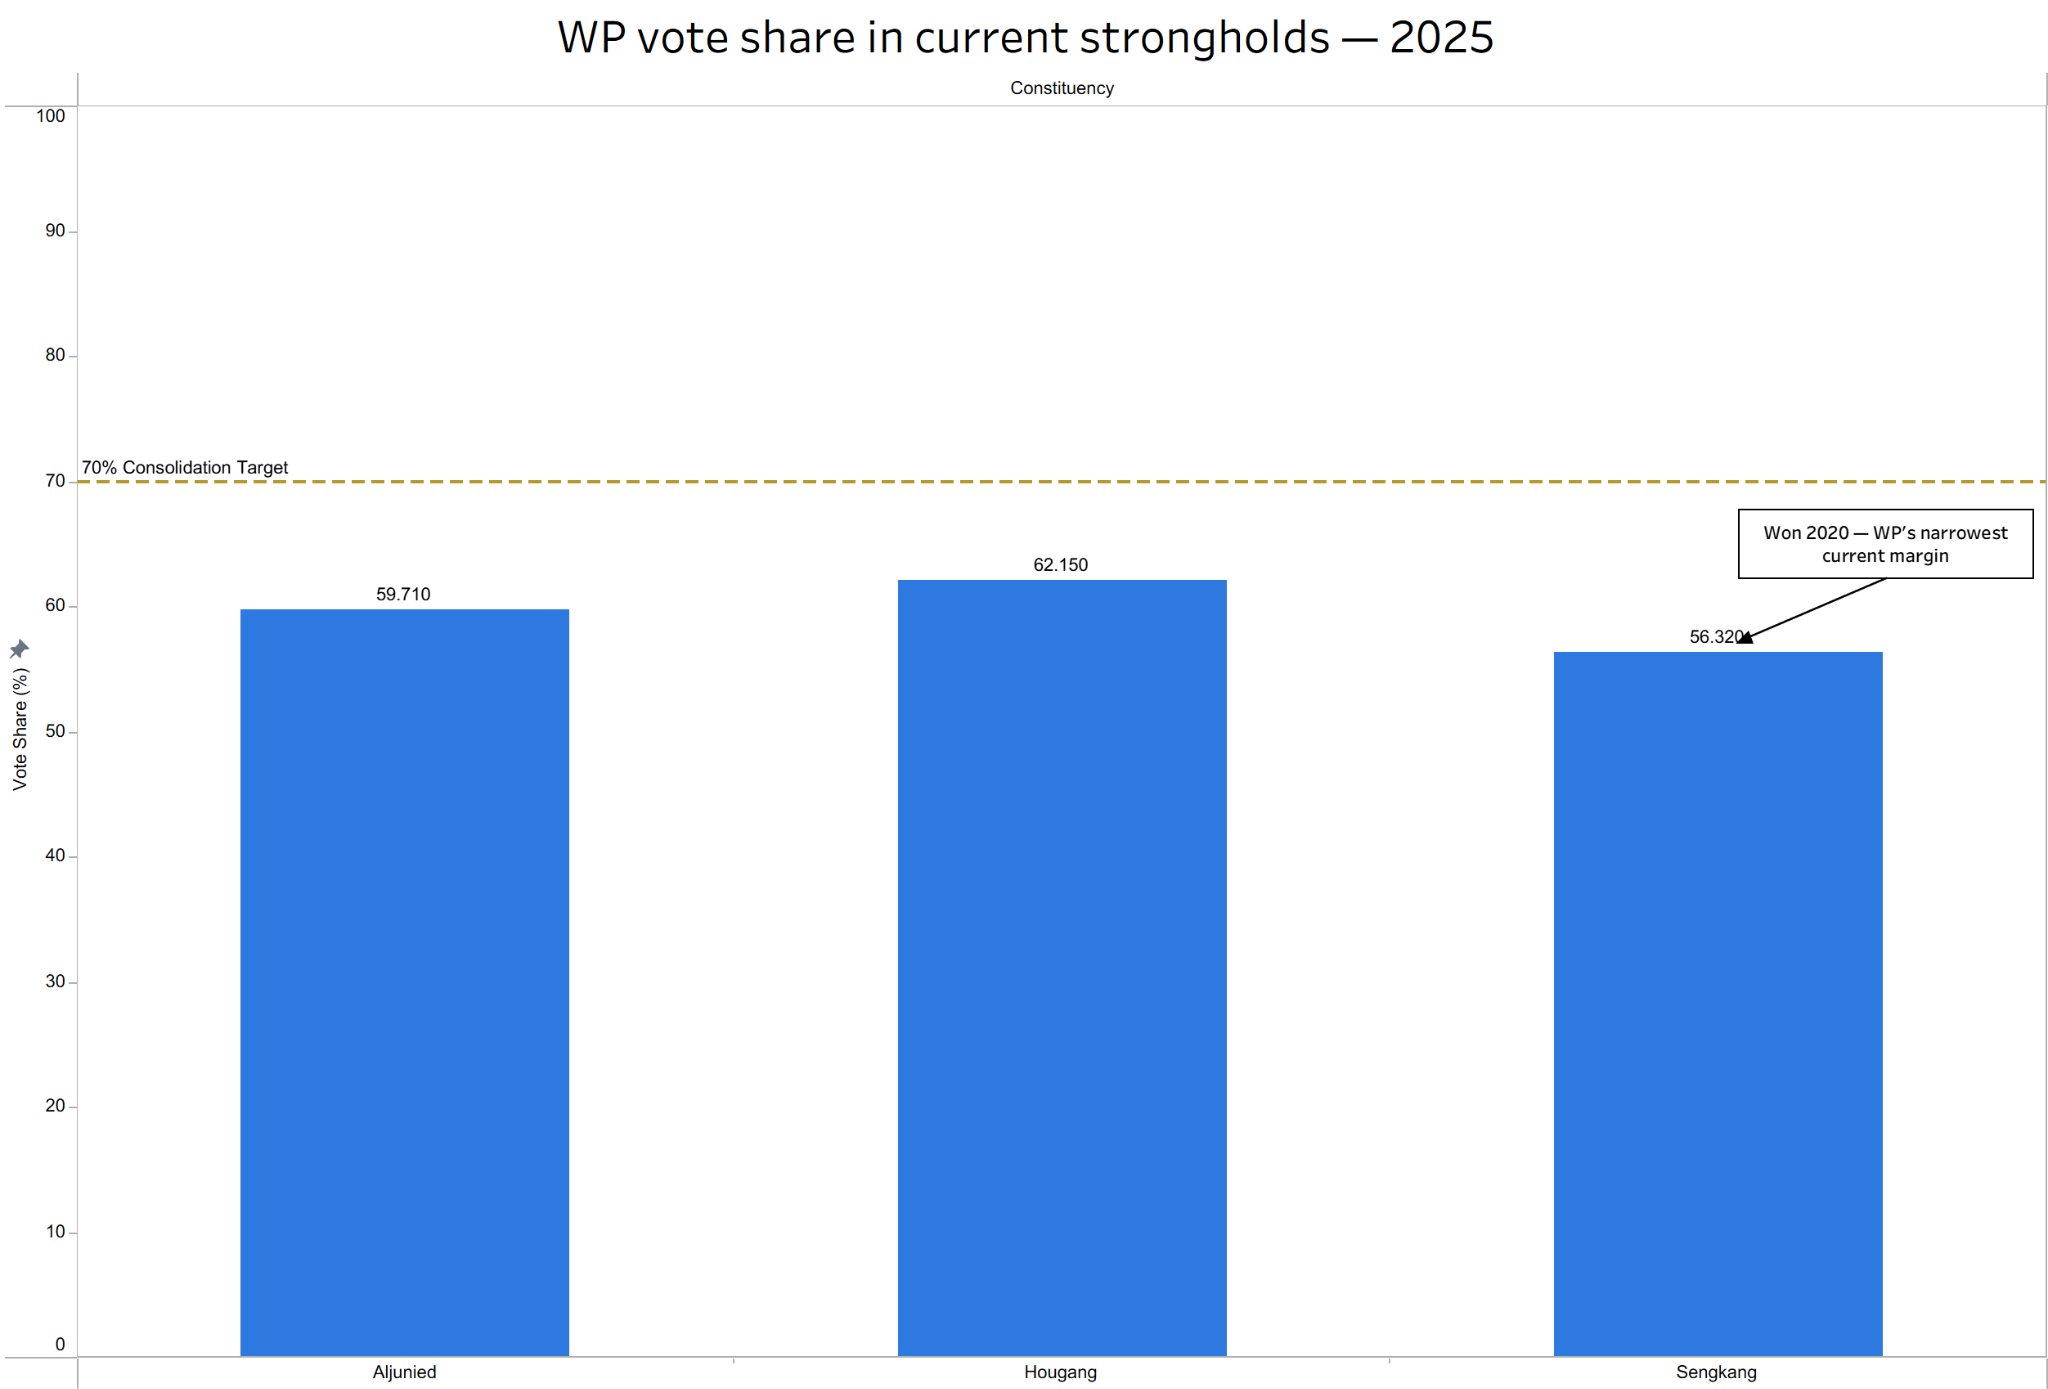 WP vote share in current strongholds — 2025
Constituency
100
90
80
70% Consolidation Target
70
Won 2020 — WP’s narrowest
current margin
62.150
59.710
60
56.320
Vote Share (%)
50
40
30
20
10
0
Aljunied
Hougang
Sengkang